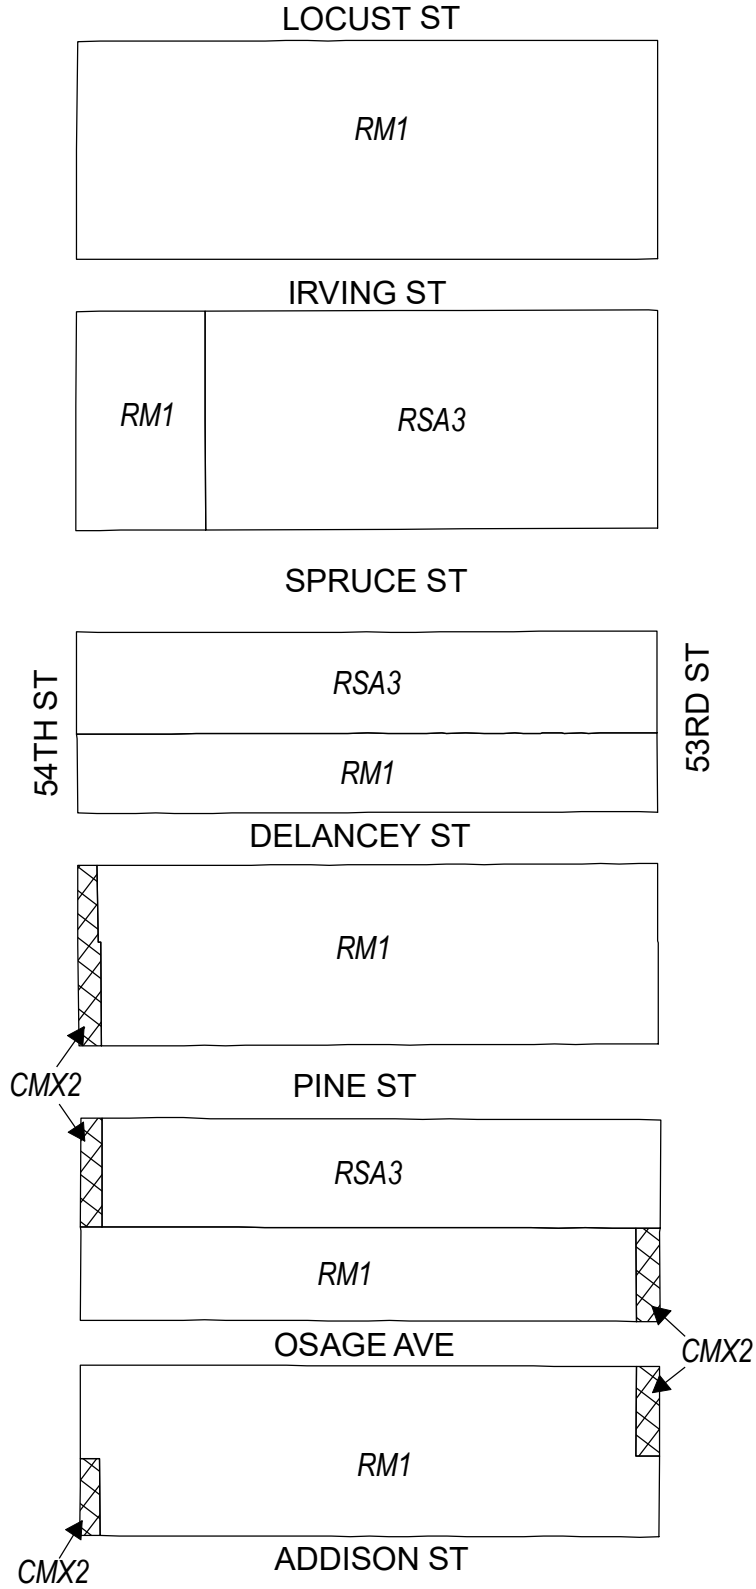 LOCUST ST
RM1
IRVING ST
RM1
RSA3
SPRUCE ST
54TH ST
53RD ST
RSA3
RM1
DELANCEY ST
RM1
CMX2
PINE ST
RSA3
RM1
OSAGE AVE
CMX2
RM1
CMX2
ADDISON ST